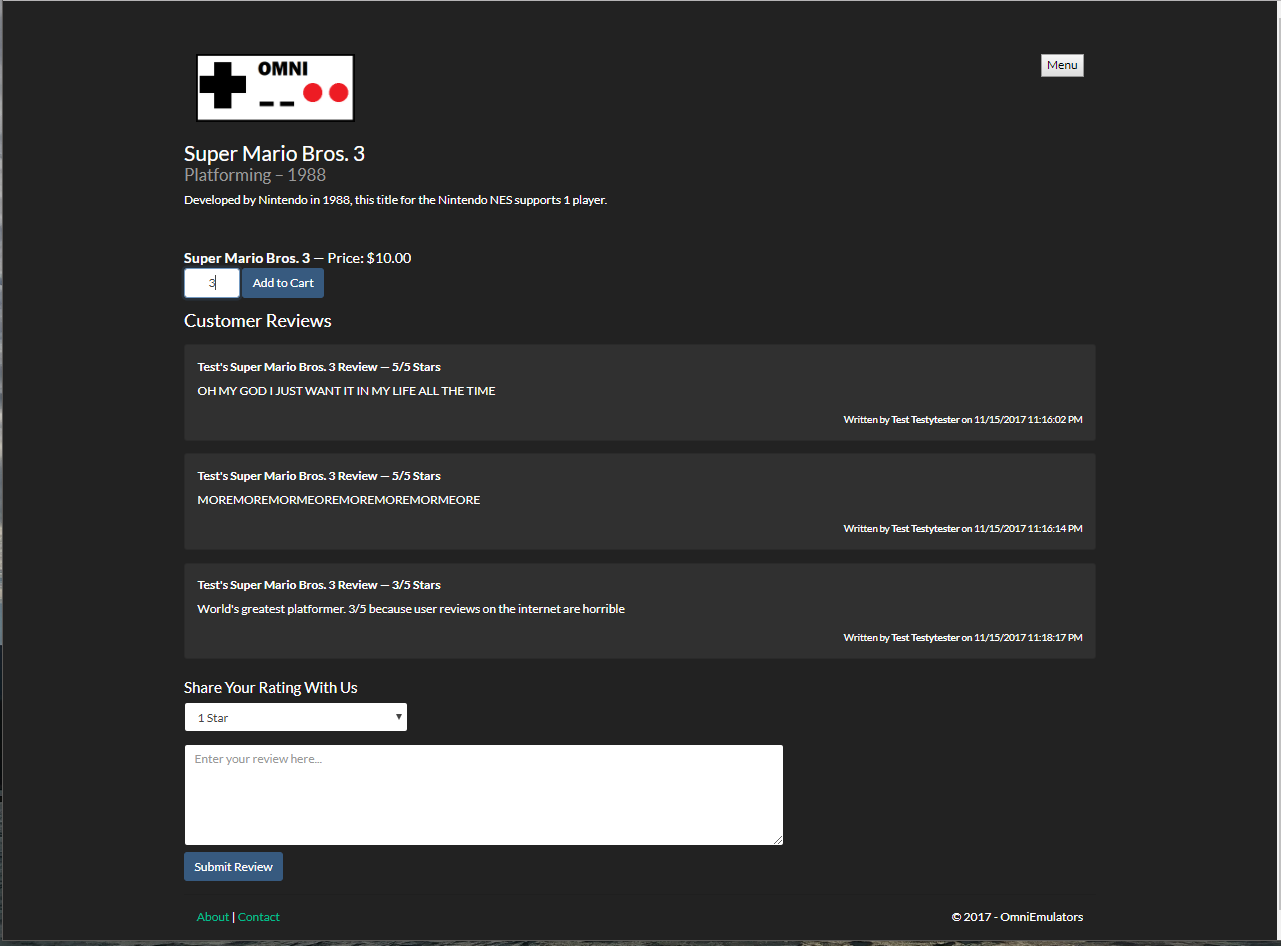 OMNI
Menu
Super Mario Bros. 3
Platforming – 1988
Developed by Nintendo in 1988, this title for the Nintendo NES supports 1 player.
Super Mario Bros. 3 — Price: $10.00
3
Add to Cart
Customer Reviews
Test's Super Mario Bros. 3 Review — 5/5 Stars
OH MY GOD I JUST WANT IT IN MY LIFE ALL THE TIME
Written by Test Testytester on 11/15/2017 11:16:02 PM
Test's Super Mario Bros. 3 Review — 5/5 Stars
MOREMOREMORMEOREMOREMOREMORMEORE
Written by Test Testytester on 11/15/2017 11:16:14 PM
Test's Super Mario Bros. 3 Review — 3/5 Stars
World's greatest platformer. 3/5 because user reviews on the internet are horrible
Written by Test Testytester on 11/15/2017 11:18:17 PM
Share Your Rating With Us
1 Star
Enter your review here...
Submit Review
About | Contact
© 2017 - OmniEmulators